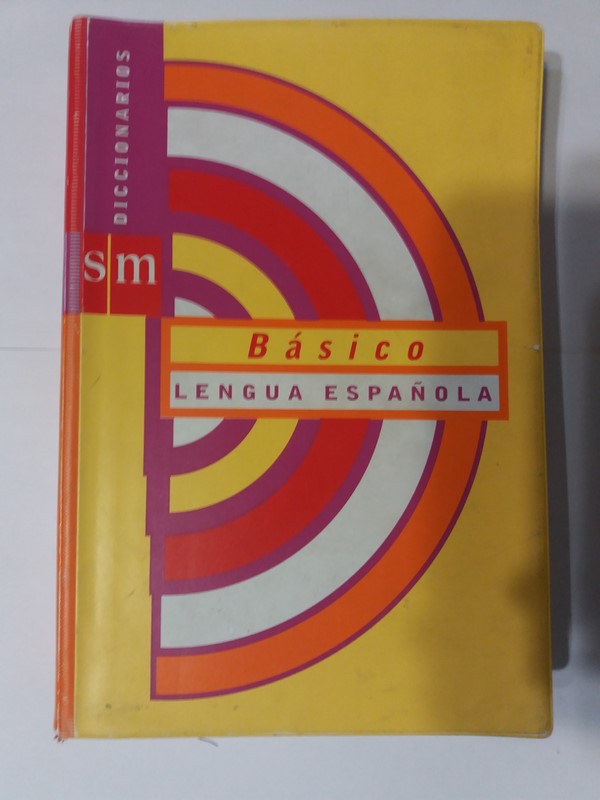 DICCIONARIOS
sm
Básico
LENGUA ESPAÑOLA